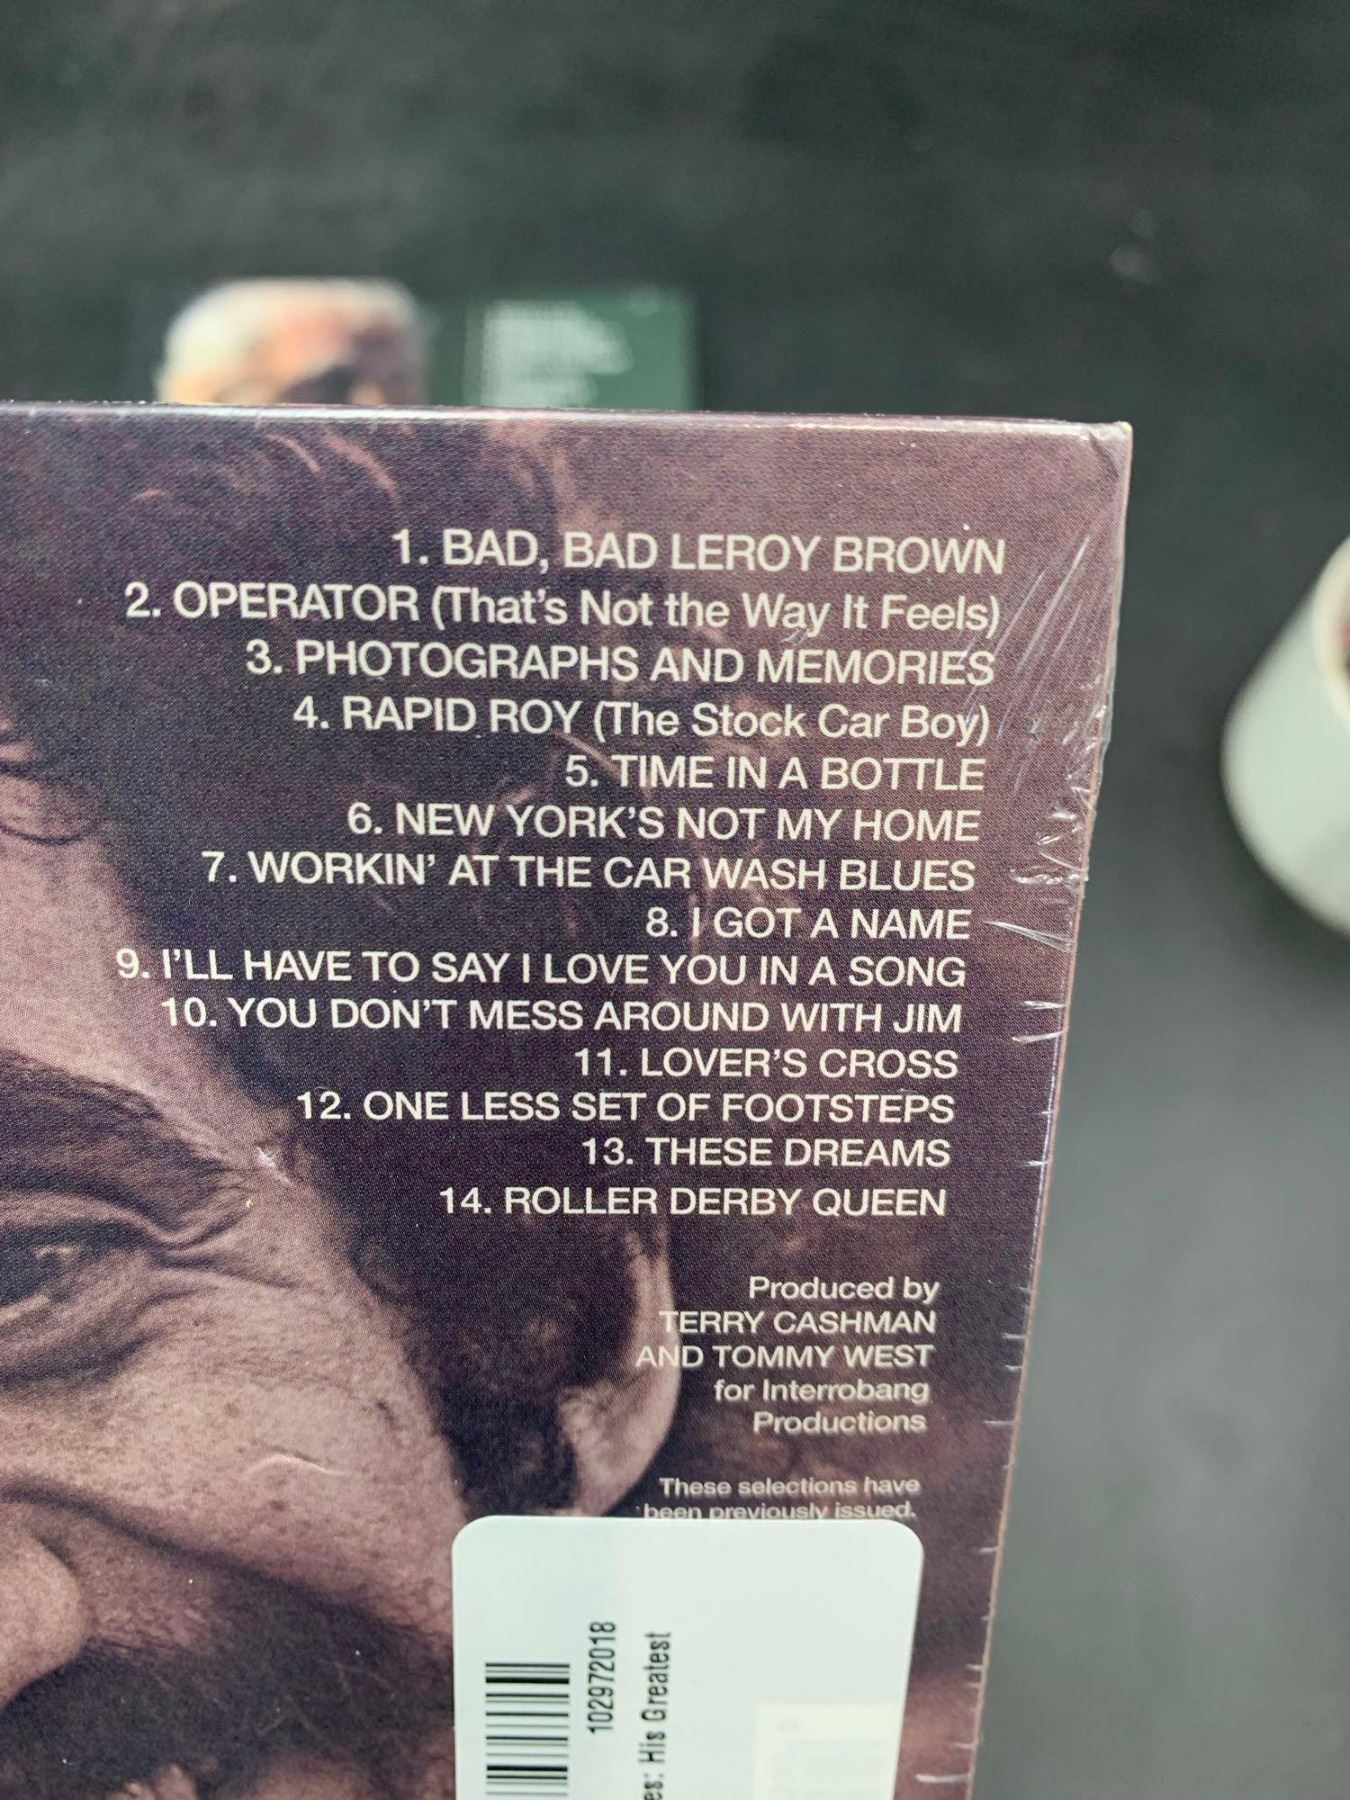 1. BAD, BAD LEROY BROWN
2. OPERATOR (That's Not the Way It Feels)
3. PHOTOGRAPHS AND MEMORIES
4. RAPID ROY (The Stock Car Boy)
5. TIME IN A BOTTLE
6. NEW YORK'S NOT MY HOME
7. WORKIN' AT THE CAR WASH BLUES
8. I GOT A NAME
9. I'LL HAVE TO SAY I LOVE YOU IN A SONG
10. YOU DON'T MESS AROUND WITH JIM
11. LOVER'S CROSS
12. ONE LESS SET OF FOOTSTEPS
13. THESE DREAMS
14. ROLLER DERBY QUEEN
Produced by
TERRY CASHMAN
AND TOMMY WEST
for Interrobang
Productions
These selections have
been previously issued.
102972018
es: His Greatest